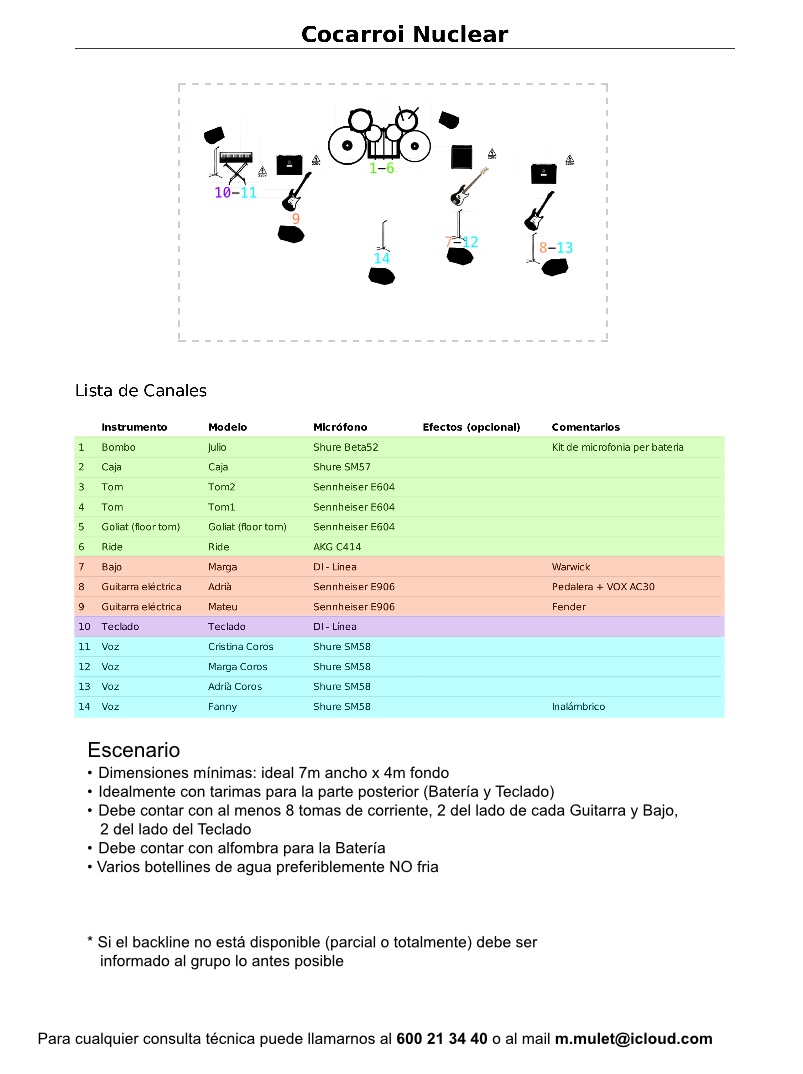 Cocarroi Nuclear
1-6
10-11
9
7-12
8-13
14
Lista de Canales
Instrumento Modelo Micrófono Efectos (opcional) Comentarios
1 Bombo Julio Shure Beta52 Kit de microfonia per bateria
2 Caja Caja Shure SM57
3 Tom Tom2 Sennheiser E604
4 Tom Tom1 Sennheiser E604
5 Goliat (floor tom) Goliat (floor tom) Sennheiser E604
6 Ride Ride AKG C414
7 Bajo Marga DI - Línea Warwick
8 Guitarra eléctrica Adrià Sennheiser E906 Pedalera + VOX AC30
9 Guitarra eléctrica Mateu Sennheiser E906 Fender
10 Teclado Teclado DI - Línea
11 Voz Cristina Coros Shure SM58
12 Voz Marga Coros Shure SM58
13 Voz Adrià Coros Shure SM58
14 Voz Fanny Shure SM58 Inalámbrico
Escenario
• Dimensiones mínimas: ideal 7m ancho x 4m fondo
• Idealmente con tarimas para la parte posterior (Batería y Teclado)
• Debe contar con al menos 8 tomas de corriente, 2 del lado de cada Guitarra y Bajo,
2 del lado del Teclado
• Debe contar con alfombra para la Batería
• Varios botellines de agua preferiblemente NO fria
* Si el backline no está disponible (parcial o totalmente) debe ser
informado al grupo lo antes posible
Para cualquier consulta técnica puede llamarnos al 600 21 34 40 o al mail m.mulet@icloud.com